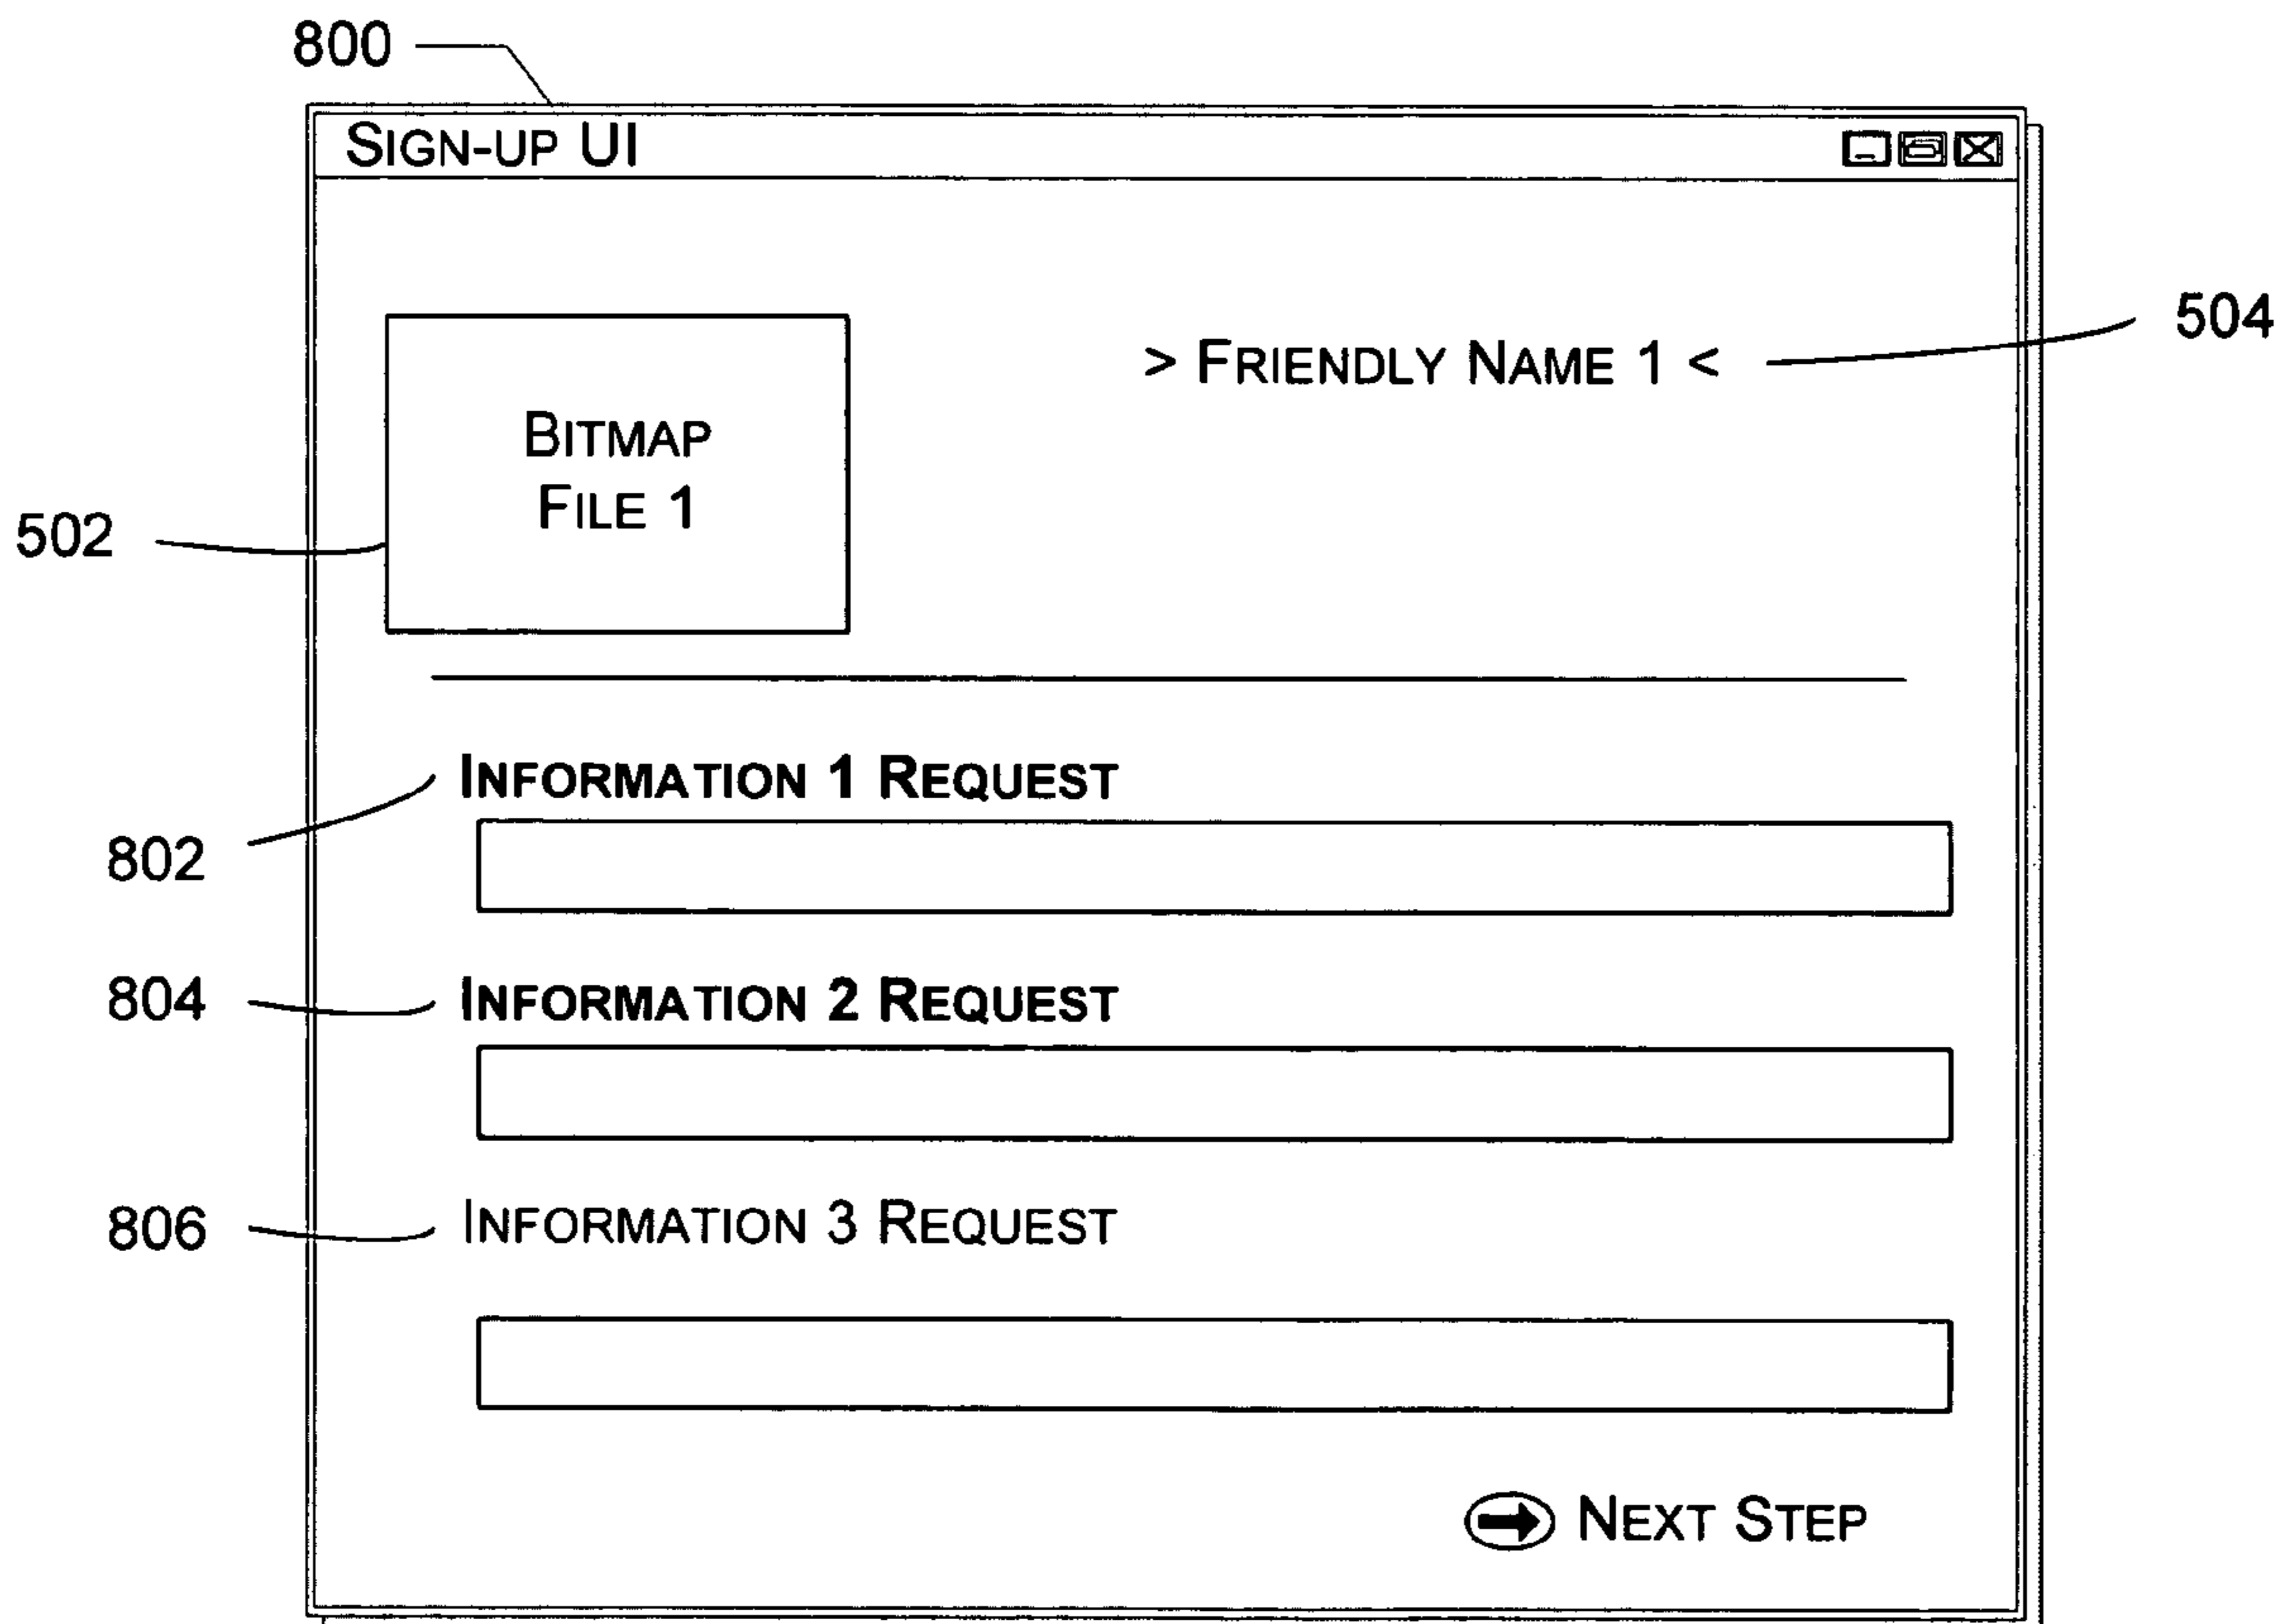 800
SIGN-UP UI
504
> FRIENDLY NAME 1 <
BITMAP
FILE 1
502
INFORMATION 1 REQUEST
802
804
INFORMATION 2 REQUEST
806
INFORMATION 3 REQUEST
NEXT STEP